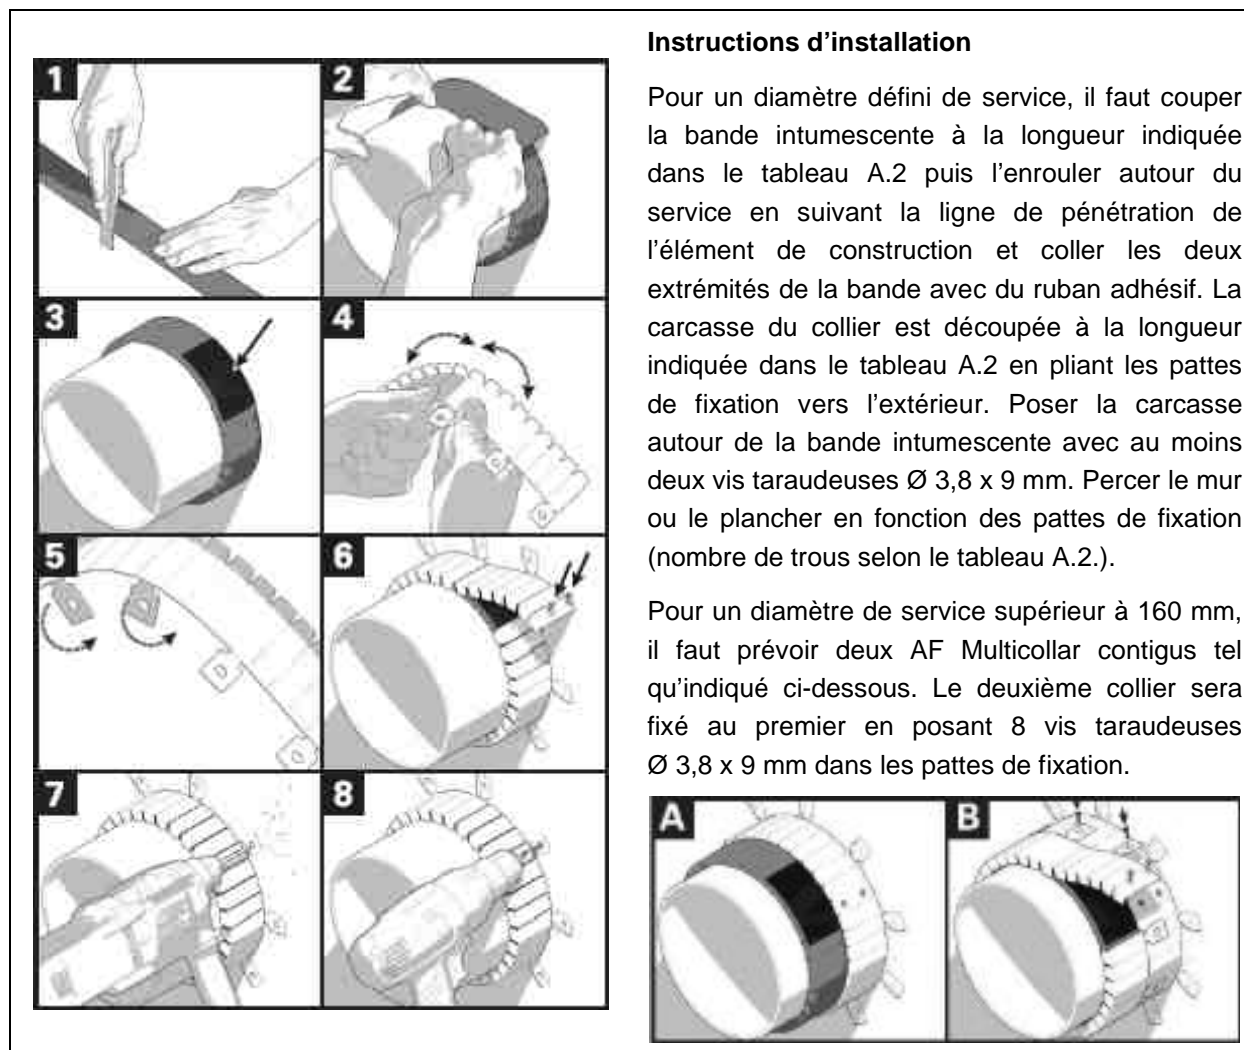 1
2
3
4
5
6
7
8
Instructions d’installation
Pour un diamètre défini de service, il faut couper
la bande intumescente à la longueur indiquée
dans le tableau A.2 puis l’enrouler autour du
service en suivant la ligne de pénétration de
l’élément de construction et coller les deux
extrémités de la bande avec du ruban adhésif. La
carcasse du collier est découpée à la longueur
indiquée dans le tableau A.2 en pliant les pattes
de fixation vers l’extérieur. Poser la carcasse
autour de la bande intumescente avec au moins
deux vis taraudeuses Ø 3,8 x 9 mm. Percer le mur
ou le plancher en fonction des pattes de fixation
(nombre de trous selon le tableau A.2.).
Pour un diamètre de service supérieur à 160 mm,
il faut prévoir deux AF Multicollar contigus tel
qu’indiqué ci-dessous. Le deuxième collier sera
fixé au premier en posant 8 vis taraudeuses
Ø 3,8 x 9 mm dans les pattes de fixation.
A
B